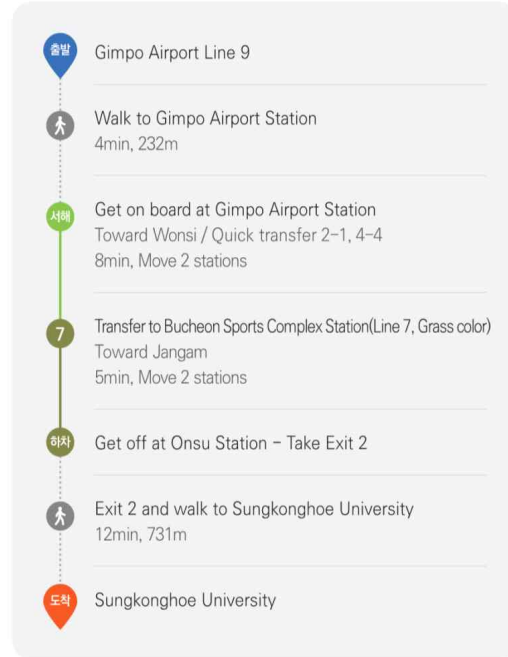 출발
Gimpo Airport Line 9
Walk to Gimpo Airport Station
4min, 232m
서해
Get on board at Gimpo Airport Station
Toward Wonsi / Quick transfer 2-1, 4-4
8min, Move 2 stations
7
Transfer to Bucheon Sports Complex Station(Line 7, Grass color)
Toward Jangam
5min, Move 2 stations
하차
Get off at Onsu Station - Take Exit 2
Exit 2 and walk to Sungkonghoe University
12min, 731m
도착
Sungkonghoe University